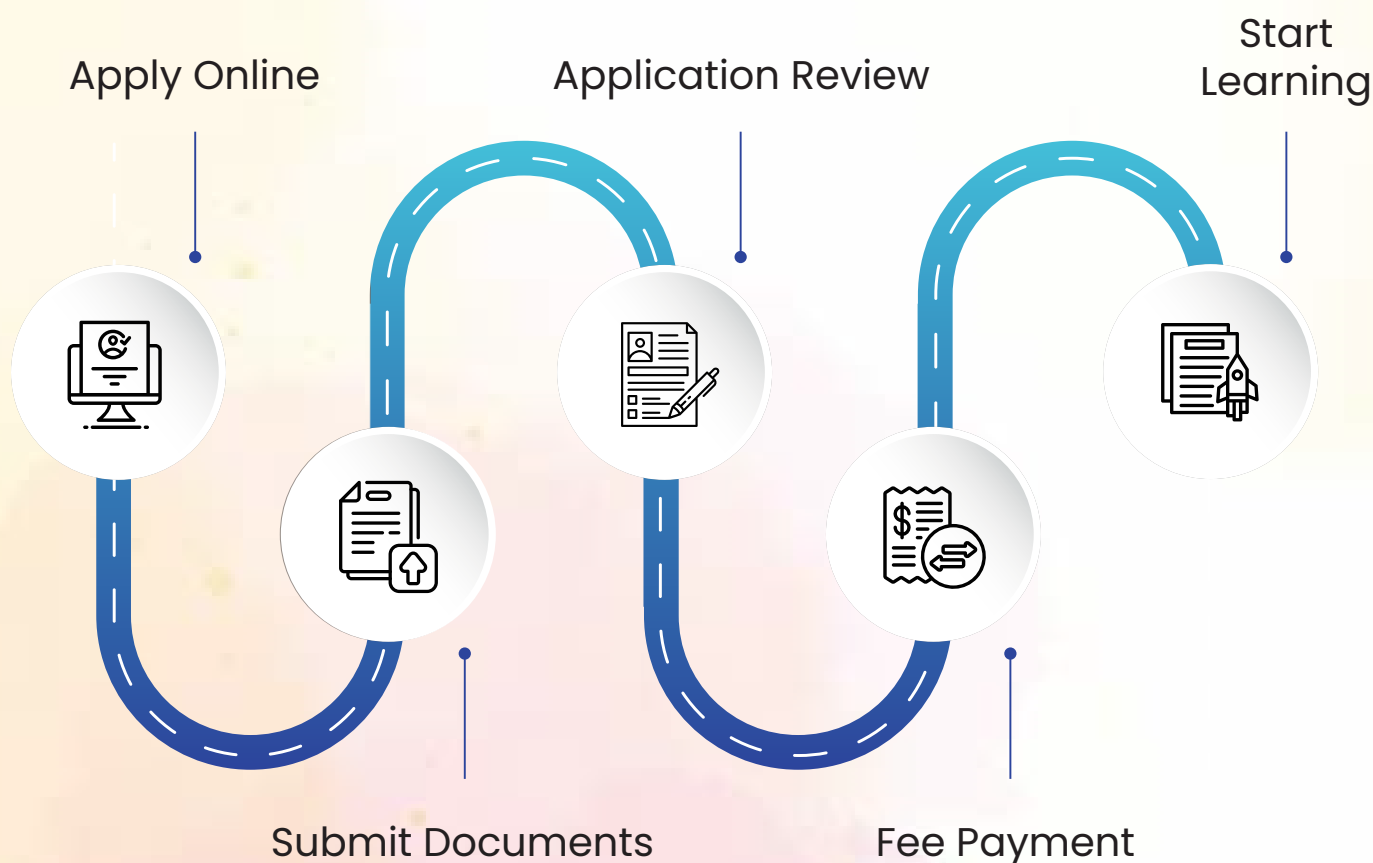 Apply Online
Submit Documents
Application Review
Fee Payment
Start
Learning